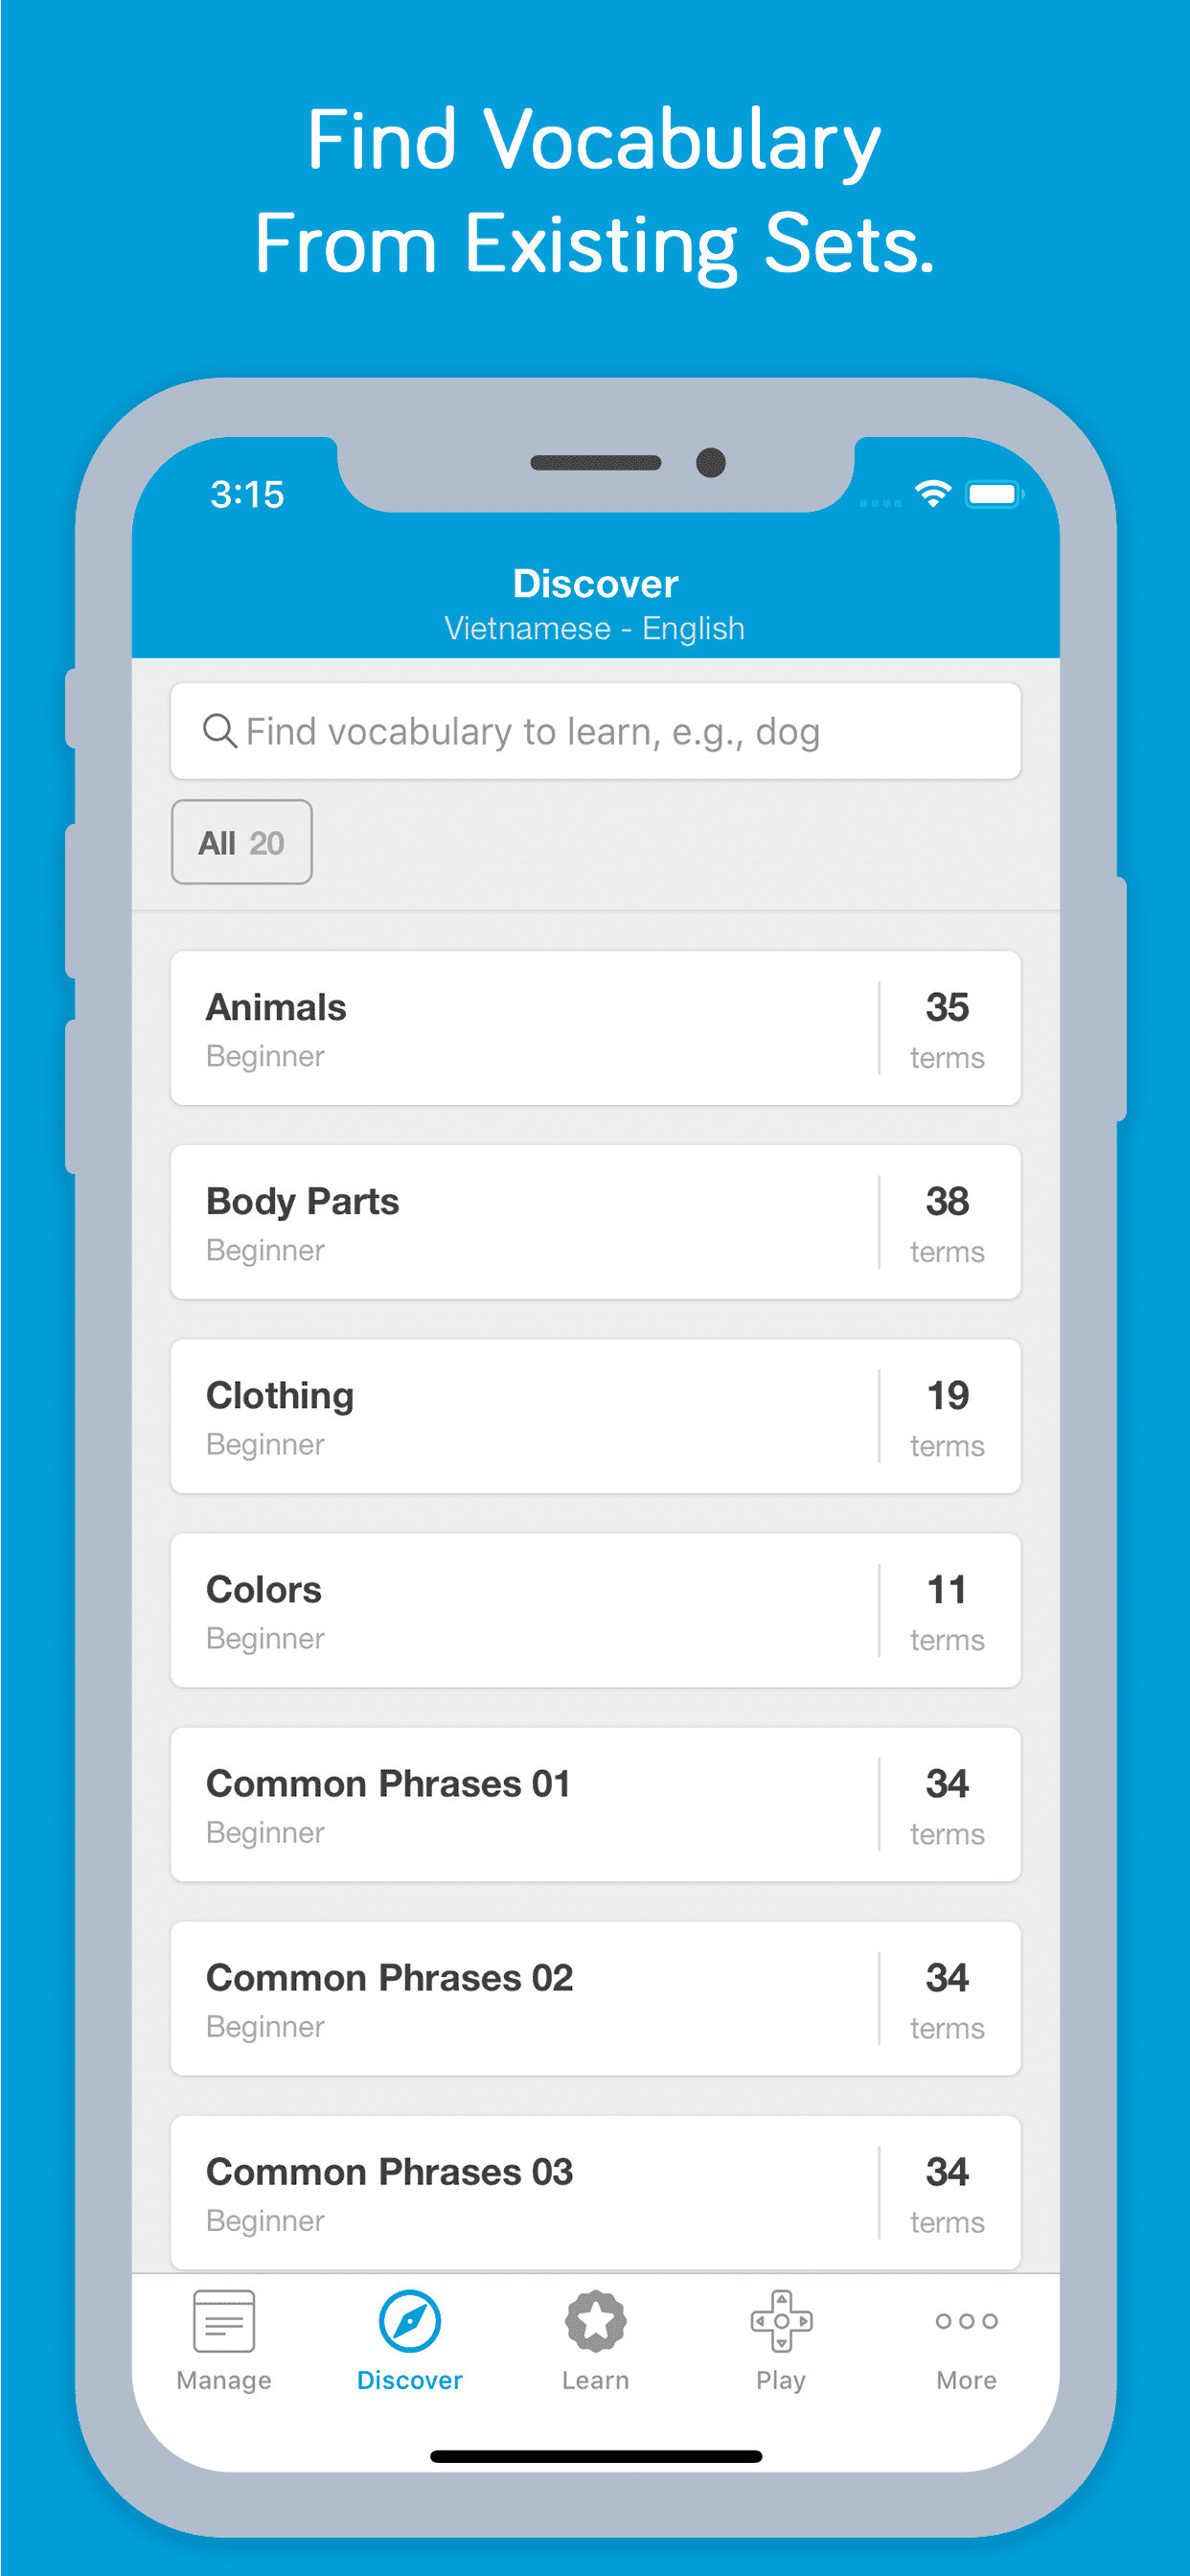 Find Vocabulary
From Existing Sets.
3:15
Discover
Vietnamese - English
Find vocabulary to learn, e.g., dog
All 20
Animals
35
Beginner
terms
Body Parts
38
Beginner
terms
Clothing
19
Beginner
terms
Colors
11
Beginner
terms
Common Phrases 01
34
Beginner
terms
Common Phrases 02
34
Beginner
terms
Common Phrases 03
34
Beginner
terms
Manage
Discover
Learn
Play
More